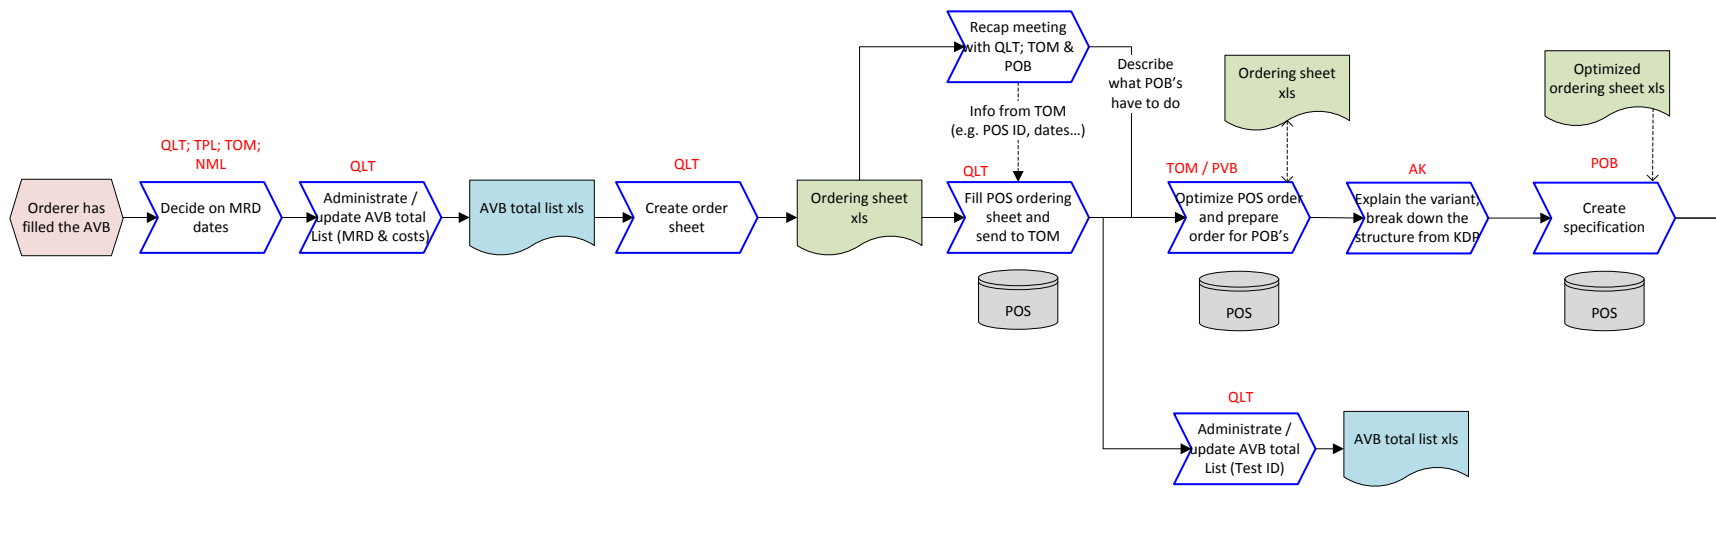 Recap meeting
with QLT; TOM &
POB
Describe
what POB's
have to do
Ordering sheet
xls
Optimized
ordering sheet xls
Info from TOM
(e.g. POS ID, dates...)
QLT; TPL; TOM;
NML
QLT
QLT
QLT
TOM / PVB
AK
POB
Orderer has
filled the AVB
Decide on MRD
dates
Administrate /
update AVB total
List (MRD & costs)
AVB total list xls
Create order
sheet
Ordering sheet
xls
Fill POS ordering
sheet and
send to TOM
Optimize POS order
and prepare
order for POB's
Explain the variant,
break down the
structure from KDP
Create
specification
POS
POS
POS
QLT
Administrate /
update AVB total
List (Test ID)
AVB total list xls